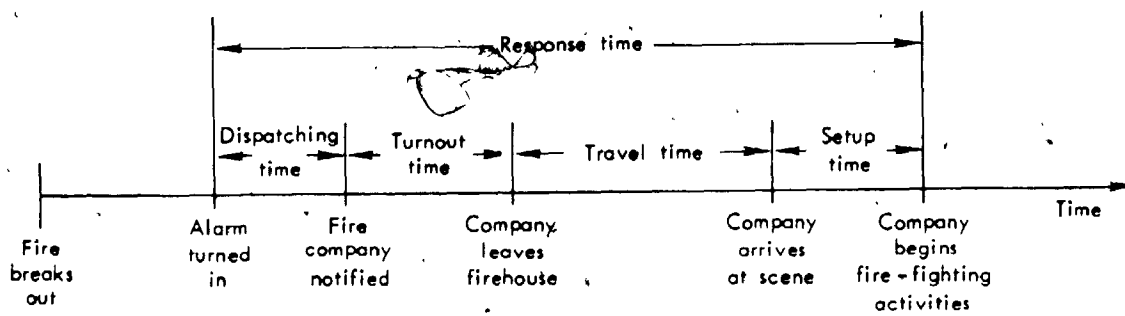 Response time
Dispatching
time
Turnout
time
Travel time
Setup
time
Time
Fire
breaks
out
Alarm
turned
in
Fire
company
notified
Company
leaves
firehouse
Company
arrives
at scene
Company
begins
fire-fighting
activities